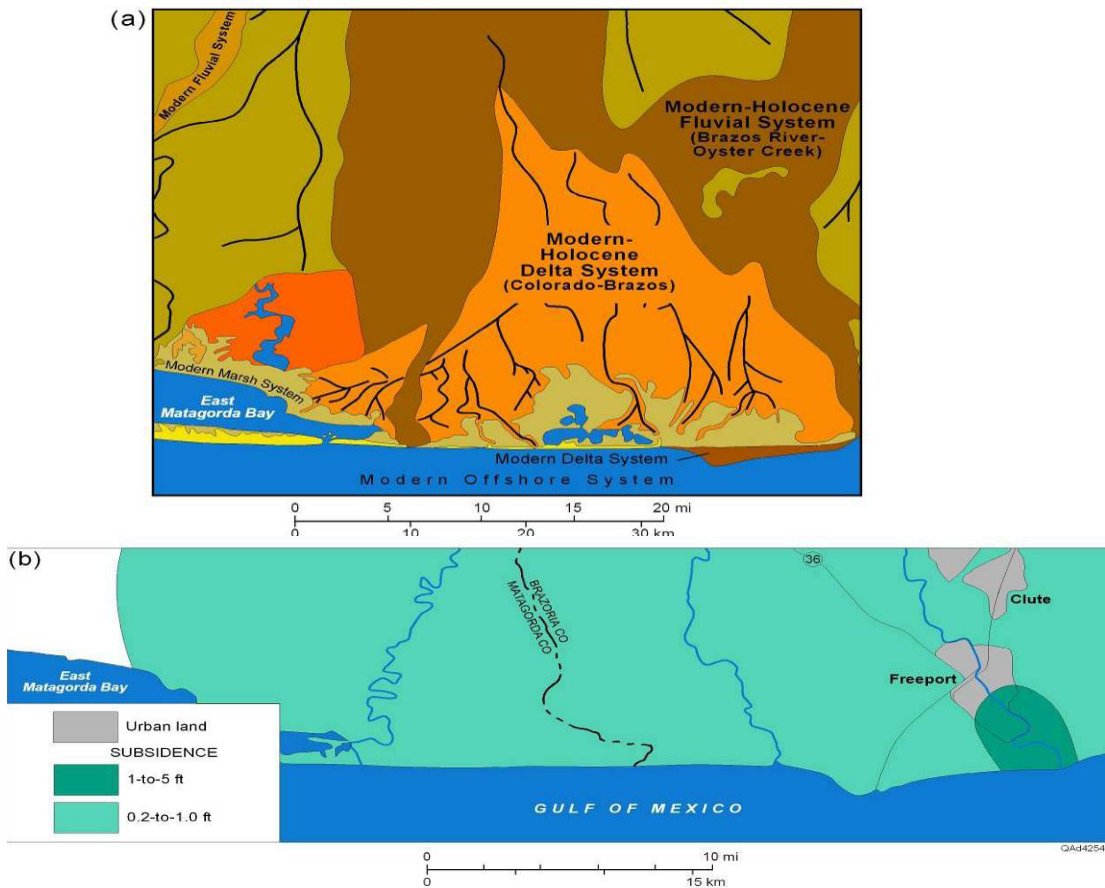 (a)
Modern Fluvial System
Modern-Holocene
Fluvial System
(Brazos River-
Oyster Creek)
Modern-
Holocene
Delta System
(Colorado-Brazos)
Modern Marsh System
East
Matagorda Bay
Modern Delta System
Modern Offshore System
0 5 10 15 20 mi
0 10 20 30 km
(b)
36
BRAZORIA CO
MATAGORDA CO
Clute
East
Matagorda Bay
Freeport
Urban land
SUBSIDENCE
1-to-5 ft
0.2-to-1.0 ft
GULF OF MEXICO
QAd4254
0 10 mi
0 15 km